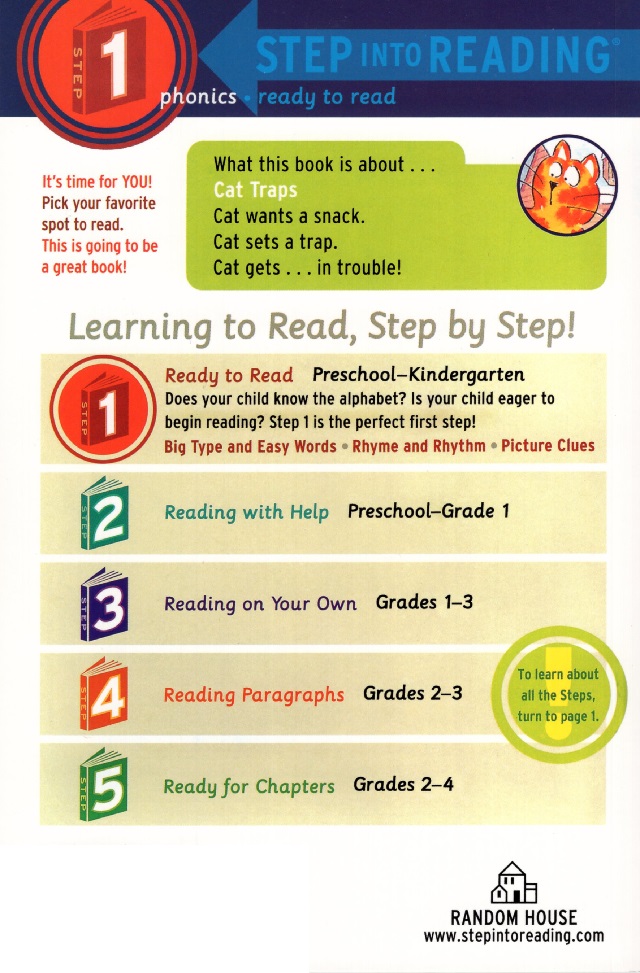 STEP 1
STEP INTO READING®
phonics • ready to read
It's time for YOU!
Pick your favorite
spot to read.
This is going to be
a great book!
What this book is about . . .
Cat Traps
Cat wants a snack.
Cat sets a trap.
Cat gets . . . in trouble!
Learning to Read, Step by Step!
STEP 1
Ready to Read Preschool–Kindergarten
Does your child know the alphabet? Is your child eager to
begin reading? Step 1 is the perfect first step!
Big Type and Easy Words • Rhyme and Rhythm • Picture Clues
STEP 2
Reading with Help Preschool–Grade 1
STEP 3
Reading on Your Own Grades 1–3
STEP 4
Reading Paragraphs Grades 2–3
To learn about
all the Steps,
turn to page 1.
STEP 5
Ready for Chapters Grades 2–4
RANDOM HOUSE
www.stepintoreading.com